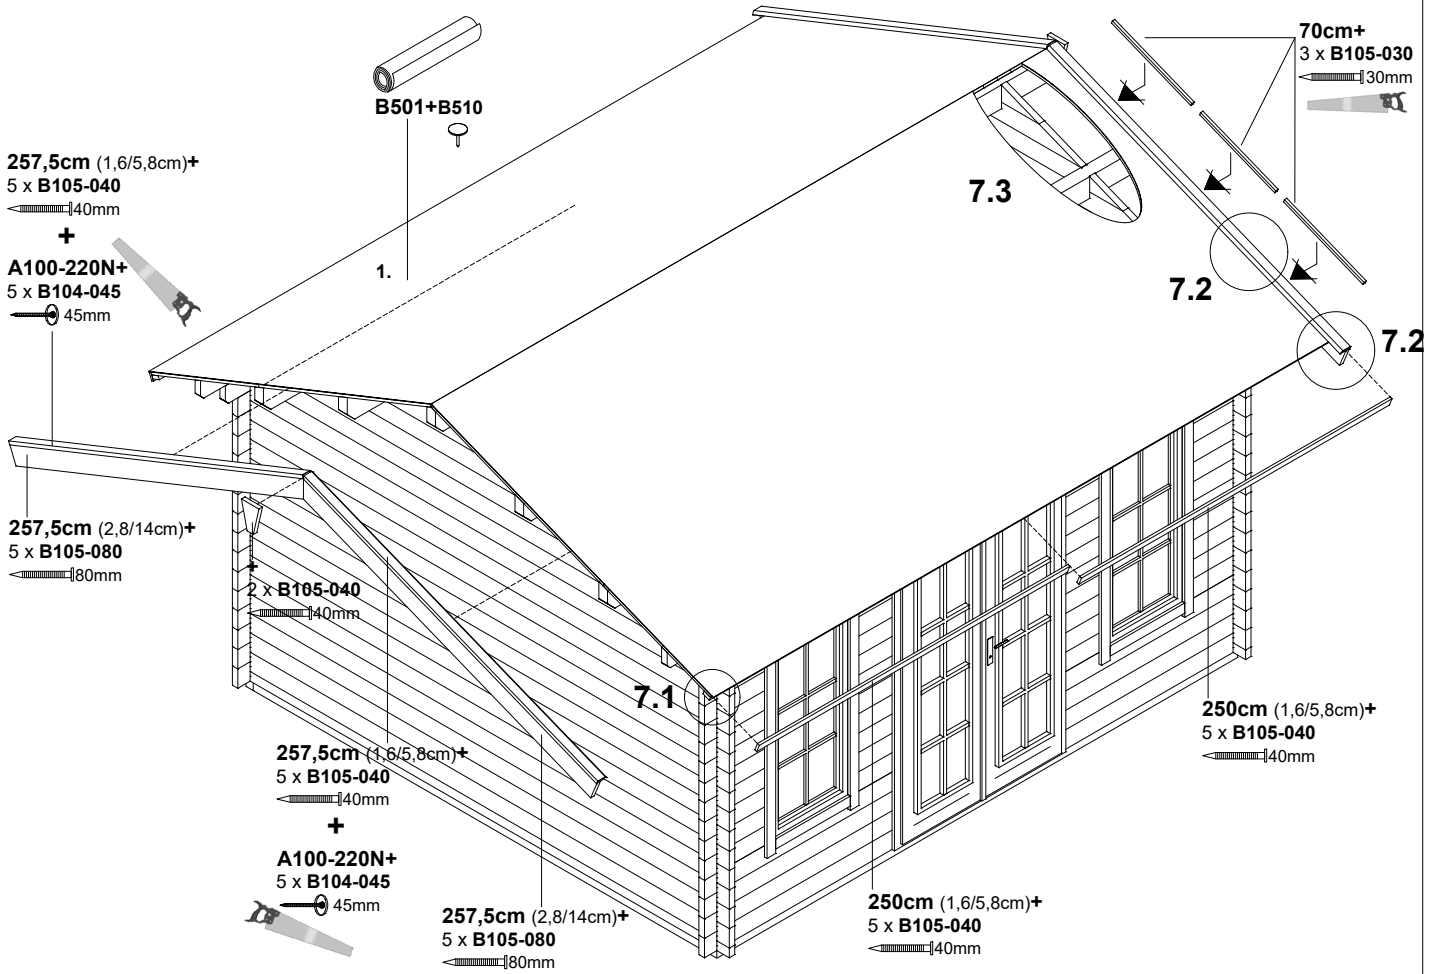 B501+B510
70cm+
3 x B105-030
30mm
257,5cm (1,6/5,8cm)+
5 x B105-040
40mm
+
A100-220N+
5 x B104-045
45mm
1.
7.3
7.2
7.2
257,5cm (2,8/14cm)+
5 x B105-080
80mm
+
2 x B105-040
40mm
7.1
257,5cm (1,6/5,8cm)+
5 x B105-040
40mm
+
A100-220N+
5 x B104-045
45mm
257,5cm (2,8/14cm)+
5 x B105-080
80mm
250cm (1,6/5,8cm)+
5 x B105-040
40mm
250cm (1,6/5,8cm)+
5 x B105-040
40mm